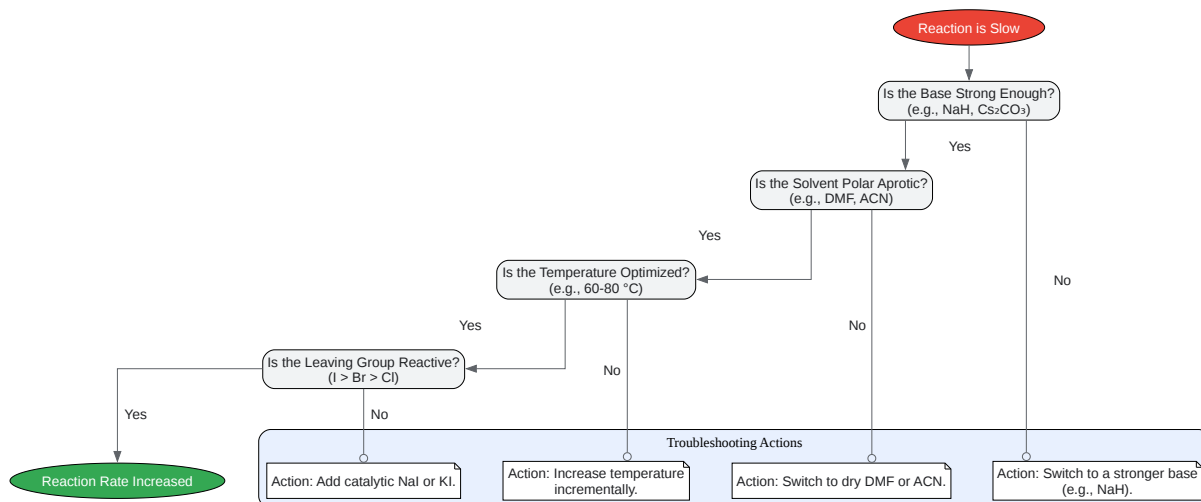 Reaction is Slow
Is the Base Strong Enough?
(e.g., NaH, Cs₂CO₃)
Yes
Is the Solvent Polar Aprotic?
(e.g., DMF, ACN)
Yes
Is the Temperature Optimized?
(e.g., 60-80 °C)
No
Yes
No
Is the Leaving Group Reactive?
(I > Br > Cl)
No
Yes
No
Troubleshooting Actions
Reaction Rate Increased
Action: Add catalytic NaI or KI.
Action: Increase temperature
incrementally.
Action: Switch to dry DMF or ACN.
Action: Switch to a stronger base
(e.g., NaH).